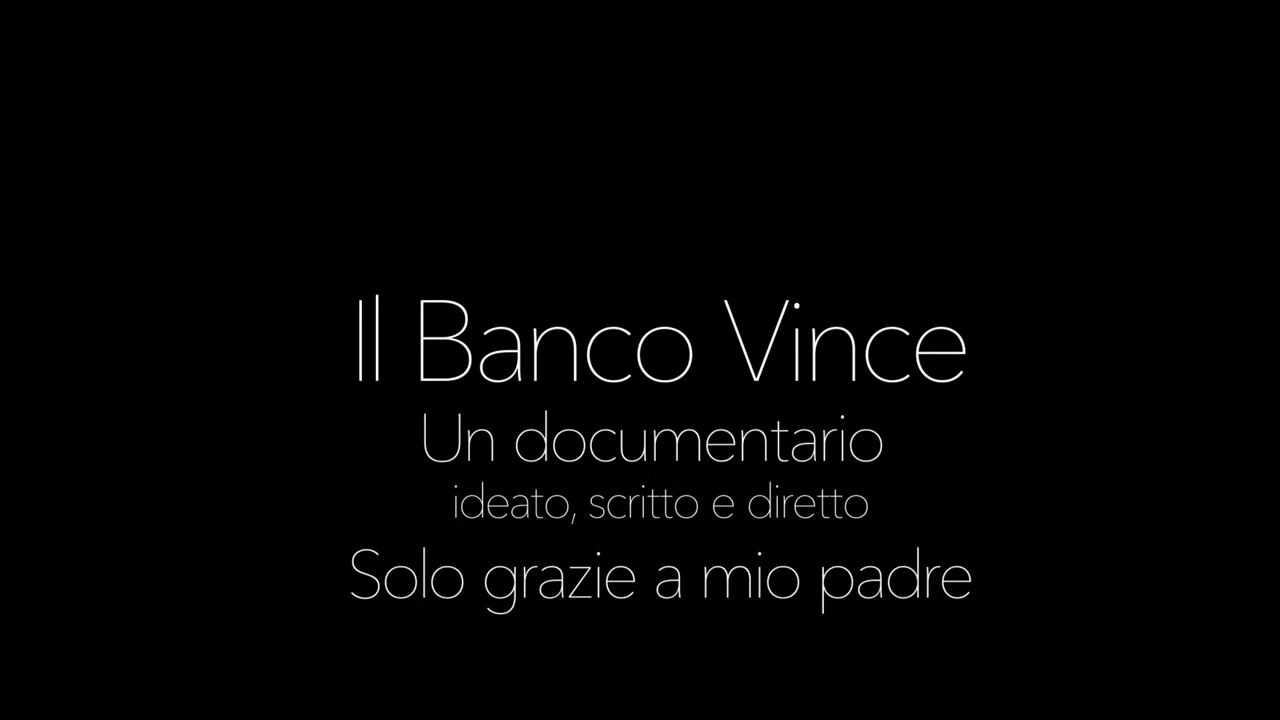 Il Banco Vince
Un documentario
ideato, scritto e diretto
Solo grazie a mio padre